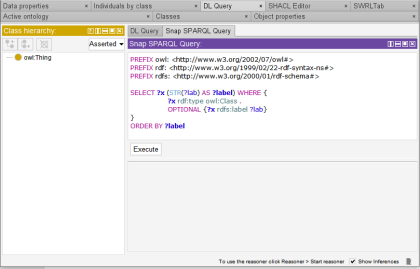 Data properties × Individuals by class × DL Query × SHACL Editor × SWRLTab ×
Active ontology × Classes × Object properties ×
Class hierarchy:
Asserted
owl:Thing
DL Query Snap SPARQL Query:
Snap SPARQL Query:
PREFIX owl: <http://www.w3.org/2002/07/owl#>
PREFIX rdf: <http://www.w3.org/1999/02/22-rdf-syntax-ns#>
PREFIX rdfs: <http://www.w3.org/2000/01/rdf-schema#>
SELECT ?x (STR(?lab) AS ?label) WHERE {
?x rdf:type owl:Class .
OPTIONAL {?x rdfs:label ?lab}
}
ORDER BY ?label
Execute
To use the reasoner click Reasoner > Start reasoner Show Inferences